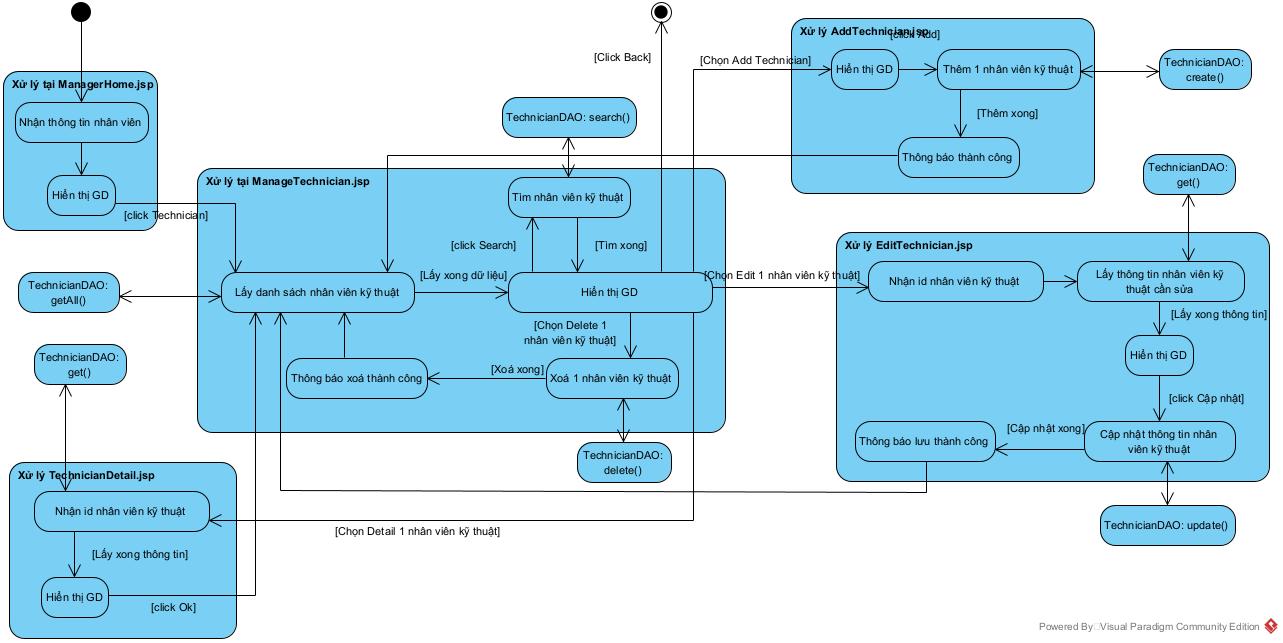 Xử lý tại ManagerHome.jsp
Nhận thông tin nhân viên
Hiển thị GD
[click Technician]
[Click Back]
[Chọn Add Technician]
Xử lý AddTechnician.jsp
[click Add]
Hiển thị GD
Thêm 1 nhân viên kỹ thuật
TechnicianDAO:
create()
[Thêm xong]
Thông báo thành công
TechnicianDAO: search()
Xử lý tại ManageTechnician.jsp
Tìm nhân viên kỹ thuật
[click Search]
[Tìm xong]
TechnicianDAO:
getAll()
Lấy danh sách nhân viên kỹ thuật
[Lấy xong dữ liệu]
Hiển thị GD
[Chọn Delete 1
nhân viên kỹ thuật]
Thông báo xoá thành công
[Xoá xong]
Xoá 1 nhân viên kỹ thuật
TechnicianDAO:
delete()
[Chọn Edit 1 nhân viên kỹ thuật]
TechnicianDAO:
get()
Xử lý EditTechnician.jsp
Nhận id nhân viên kỹ thuật
Lấy thông tin nhân viên kỹ
thuật cần sửa
[Lấy xong thông tin]
Hiển thị GD
[click Cập nhật]
Thông báo lưu thành công
[Cập nhật xong]
Cập nhật thông tin nhân
viên kỹ thuật
TechnicianDAO: update()
TechnicianDAO:
get()
Xử lý TechnicianDetail.jsp
Nhận id nhân viên kỹ thuật
[Chọn Detail 1 nhân viên kỹ thuật]
[Lấy xong thông tin]
Hiển thị GD
[click Ok]
Powered By Visual Paradigm Community Edition